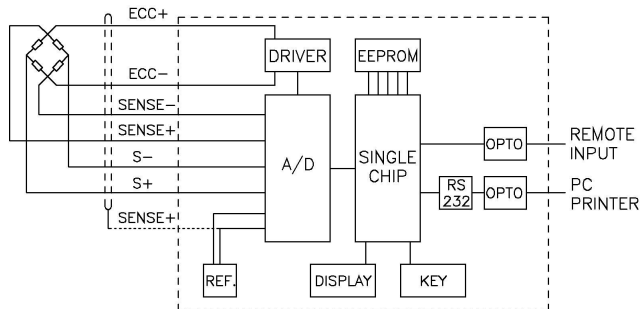 ECC+
DRIVER
EEPROM
ECC-
SENSE-
SENSE+
S-
S+
SENSE+
A/D
SINGLE
CHIP
OPTO
REMOTE
INPUT
RS
232
OPTO
PC
PRINTER
REF.
DISPLAY
KEY